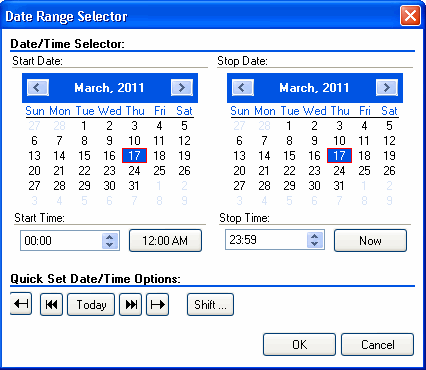 Date Range Selector
Date/Time Selector:
Start Date: Stop Date:
March, 2011 March, 2011
Sun Mon Tue Wed Thu Fri Sat Sun Mon Tue Wed Thu Fri Sat
27 28 1 2 3 4 5 27 28 1 2 3 4 5
6 7 8 9 10 11 12 6 7 8 9 10 11 12
13 14 15 16 17 18 19 13 14 15 16 17 18 19
20 21 22 23 24 25 26 20 21 22 23 24 25 26
27 28 29 30 31 1 2 27 28 29 30 31 1 2
3 4 5 6 7 8 9 3 4 5 6 7 8 9
Start Time: Stop Time:
00:00 12:00 AM 23:59 Now
Quick Set Date/Time Options:
Today Shift ...
OK Cancel